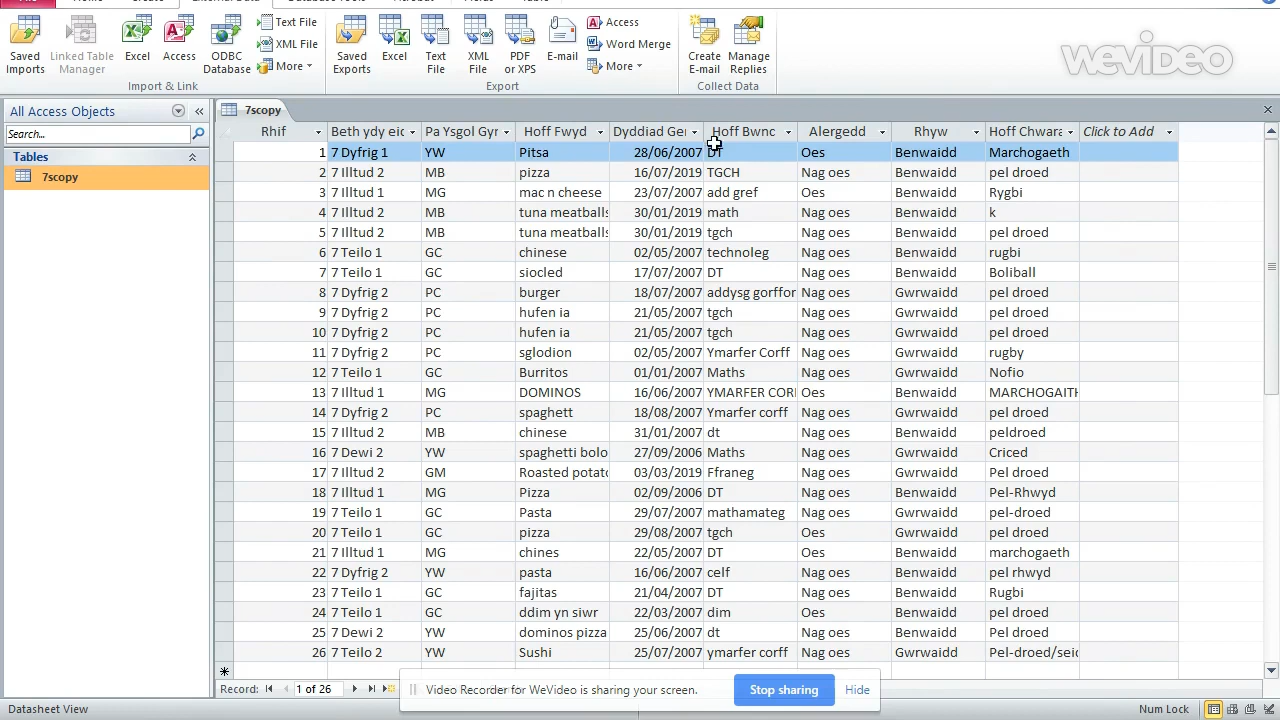 Saved Imports
Linked Table Manager
Excel
Access
ODBC Database
Text File
XML File
More
Import & Link
Saved Exports
Excel
Text File
XML File
PDF or XPS
E-mail
Access
Word Merge
More
Export
Create E-mail
Manage Replies
Collect Data
wevideo
All Access Objects
Search...
Tables
7scopy
7scopy
Rhif Beth ydy eic Pa Ysgol Gyr Hoff Fwyd Dyddiad Ger Hoff Bwnc Alergedd Rhyw Hoff Chwara Click to Add
1 7 Dyfrig 1 YW Pitsa 28/06/2007 DT Oes Benwaidd Marchogaeth
2 7 Illtud 2 MB pizza 16/07/2019 TGCH Nag oes Benwaidd pel droed
3 7 Illtud 1 MG mac n cheese 23/07/2007 add gref Oes Benwaidd Rygbi
4 7 Illtud 2 MB tuna meatballs 30/01/2019 math Nag oes Benwaidd k
5 7 Illtud 2 MB tuna meatballs 30/01/2019 tgch Nag oes Benwaidd pel droed
6 7 Teilo 1 GC chinese 02/05/2007 technoleg Nag oes Benwaidd rugbi
7 7 Teilo 1 GC siocled 17/07/2007 DT Nag oes Benwaidd Boliball
8 7 Dyfrig 2 PC burger 18/07/2007 addysg gorffor Nag oes Gwrwaidd pel droed
9 7 Dyfrig 2 PC hufen ia 21/05/2007 tgch Nag oes Gwrwaidd pel droed
10 7 Dyfrig 2 PC hufen ia 21/05/2007 tgch Nag oes Gwrwaidd pel droed
11 7 Dyfrig 2 PC sglodion 02/05/2007 Ymarfer Corff Nag oes Gwrwaidd rugby
12 7 Teilo 1 GC Burritos 01/01/2007 Maths Nag oes Gwrwaidd Nofio
13 7 Illtud 1 MG DOMINOS 16/06/2007 YMARFER CORF Oes Benwaidd MARCHOGAITH
14 7 Dyfrig 2 PC spaghett 18/08/2007 Ymarfer corff Nag oes Gwrwaidd pel droed
15 7 Illtud 2 MB chinese 31/01/2007 dt Nag oes Benwaidd peldroed
16 7 Dewi 2 YW spaghetti bolo 27/09/2006 Maths Nag oes Gwrwaidd Criced
17 7 Illtud 2 GM Roasted potato 03/03/2019 Ffraneg Nag oes Gwrwaidd Pel droed
18 7 Illtud 1 MG Pizza 02/09/2006 DT Nag oes Benwaidd Pel-Rhwyd
19 7 Teilo 1 GC Pasta 29/07/2007 mathamateg Nag oes Gwrwaidd pel-droed
20 7 Teilo 1 GC pizza 29/08/2007 tgch Oes Gwrwaidd pel droed
21 7 Illtud 1 MG chines 22/05/2007 DT Oes Benwaidd marchogaeth
22 7 Dyfrig 2 YW pasta 16/06/2007 celf Nag oes Benwaidd pel rhwyd
23 7 Teilo 1 GC fajitas 21/04/2007 DT Nag oes Gwrwaidd Rugbi
24 7 Teilo 1 GC ddim yn siwr 22/03/2007 dim Oes Benwaidd pel droed
25 7 Dewi 2 YW dominos pizza 25/06/2007 dt Nag oes Benwaidd Pel droed
26 7 Teilo 2 YW Sushi 25/07/2007 ymarfer corff Nag oes Gwrwaidd Pel-droed/seic
Record: 1 of 26
Video Recorder for WeVideo is sharing your screen. Stop sharing Hide
Datasheet View
Num Lock